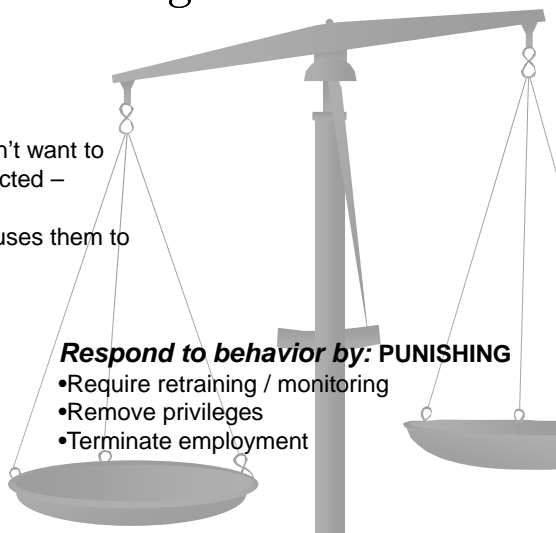 n't want to
cted –
uses them to
Respond to behavior by: PUNISHING
•Require retraining / monitoring
•Remove privileges
•Terminate employment